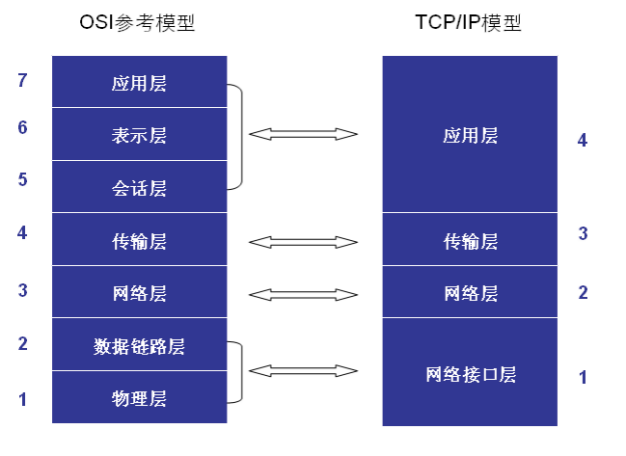 OSI参考模型
TCP/IP模型
7
应用层
6
表示层
5
会话层
4
传输层
3
网络层
2
数据链路层
1
物理层
应用层
4
传输层
3
网络层
2
网络接口层
1